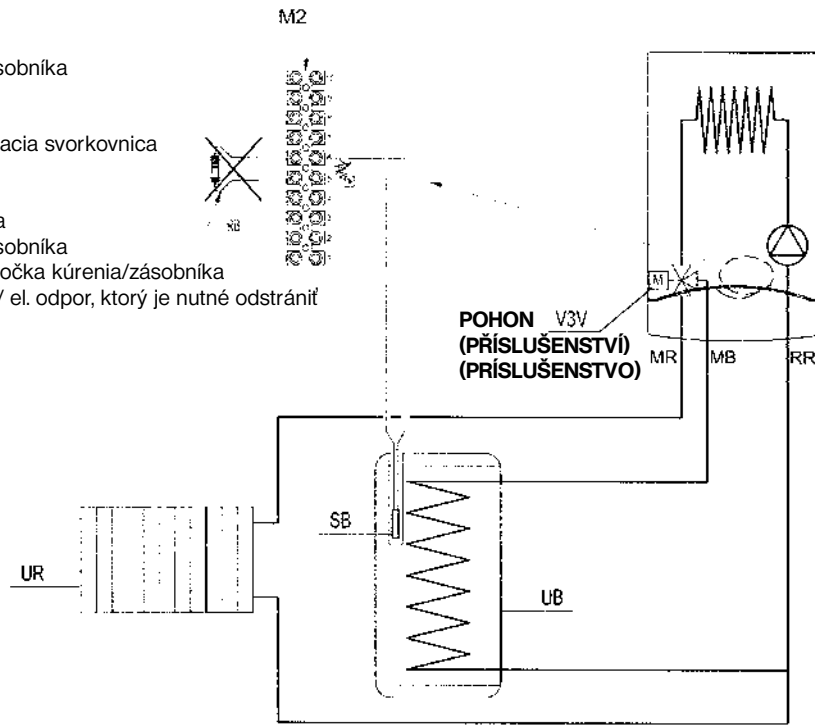 M2
sobníka
acia svorkovnica
a
sobníka
očka kúrenia/zásobníka
/ el. odpor, ktorý je nutné odstrániť
M
POHON V3V
(PŘÍSLUŠENSTVÍ)
(PRÍSLUŠENSTVO)
MR MB RR
SB
UR
UB